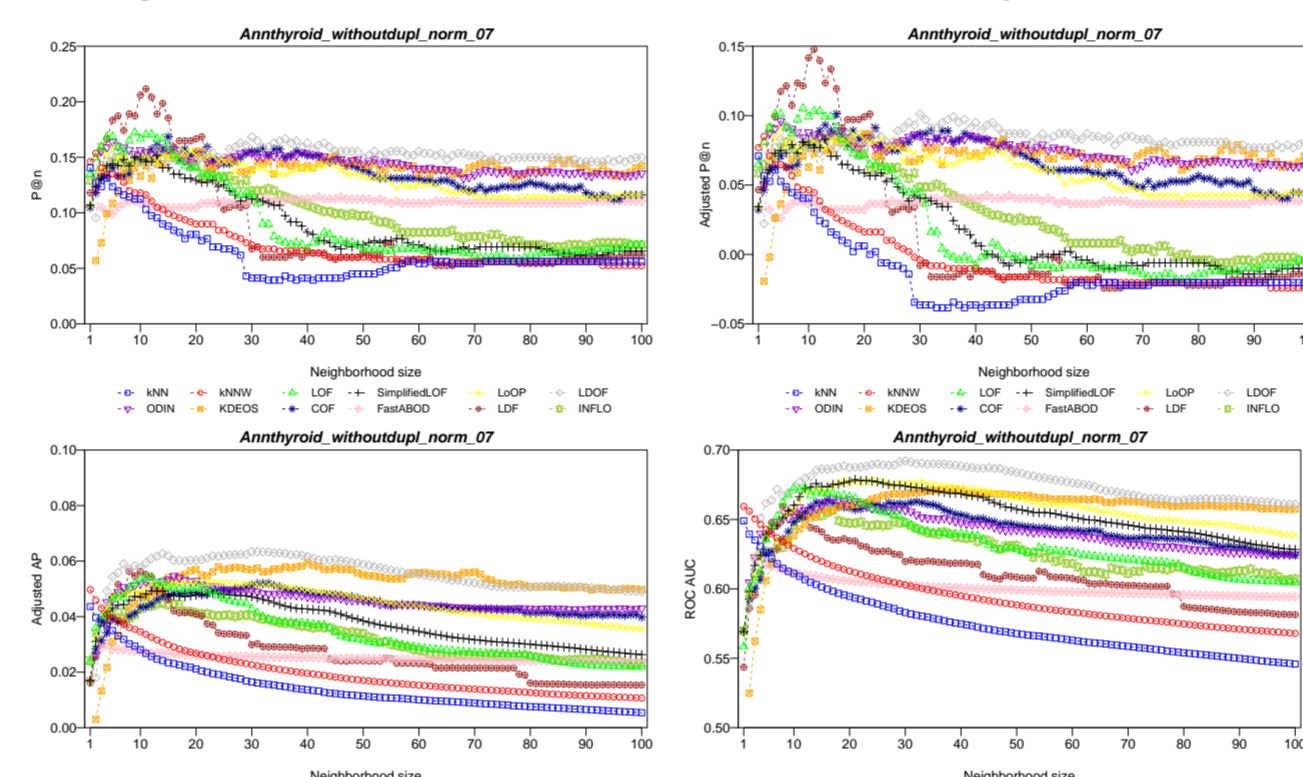 Annthyroid_withoutdupl_norm_07
0.25
0.20
0.15
0.10
0.05
0.00
P@n
1 10 20 30 40 50 60 70 80 90 100
Neighborhood size
kNN kNNW LOF SimplifiedLOF LoOP LDOF
ODIN KDEOS COF FastABOD LDF INFLO
Annthyroid_withoutdupl_norm_07
0.15
0.10
0.05
0.00
−0.05
Adjusted P@n
1 10 20 30 40 50 60 70 80 90
Neighborhood size
kNN kNNW LOF SimplifiedLOF LoOP LDOF
ODIN KDEOS COF FastABOD LDF INFLO
Annthyroid_withoutdupl_norm_07
0.10
0.08
0.06
0.04
0.02
0.00
Adjusted AP
1 10 20 30 40 50 60 70 80 90 100
Neighborhood size
Annthyroid_withoutdupl_norm_07
0.70
0.65
0.60
0.55
0.50
ROC AUC
1 10 20 30 40 50 60 70 80 90 100
Neighborhood size